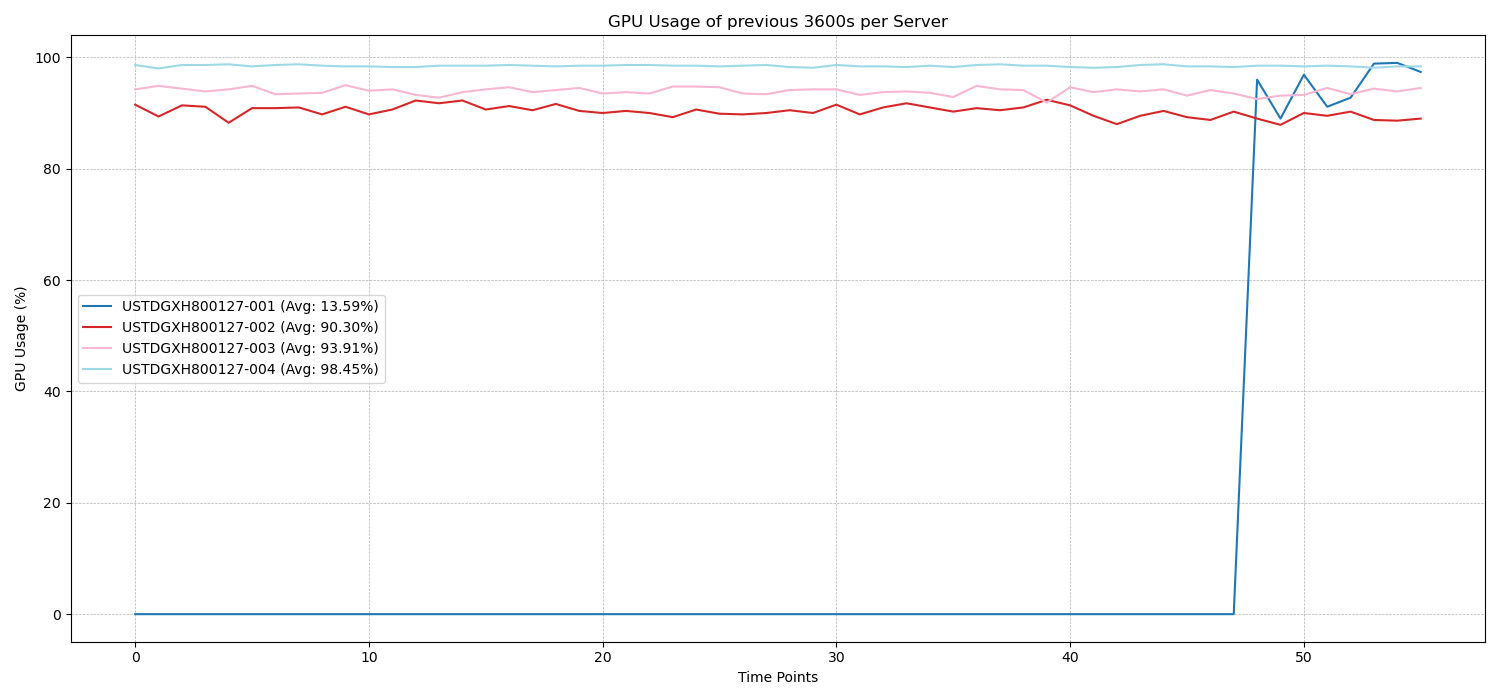 GPU Usage of previous 3600s per Server
GPU Usage (%)
100
80
60
40
20
0
USTDGXH800127-001 (Avg: 13.59%)
USTDGXH800127-002 (Avg: 90.30%)
USTDGXH800127-003 (Avg: 93.91%)
USTDGXH800127-004 (Avg: 98.45%)
0 10 20 30 40 50
Time Points